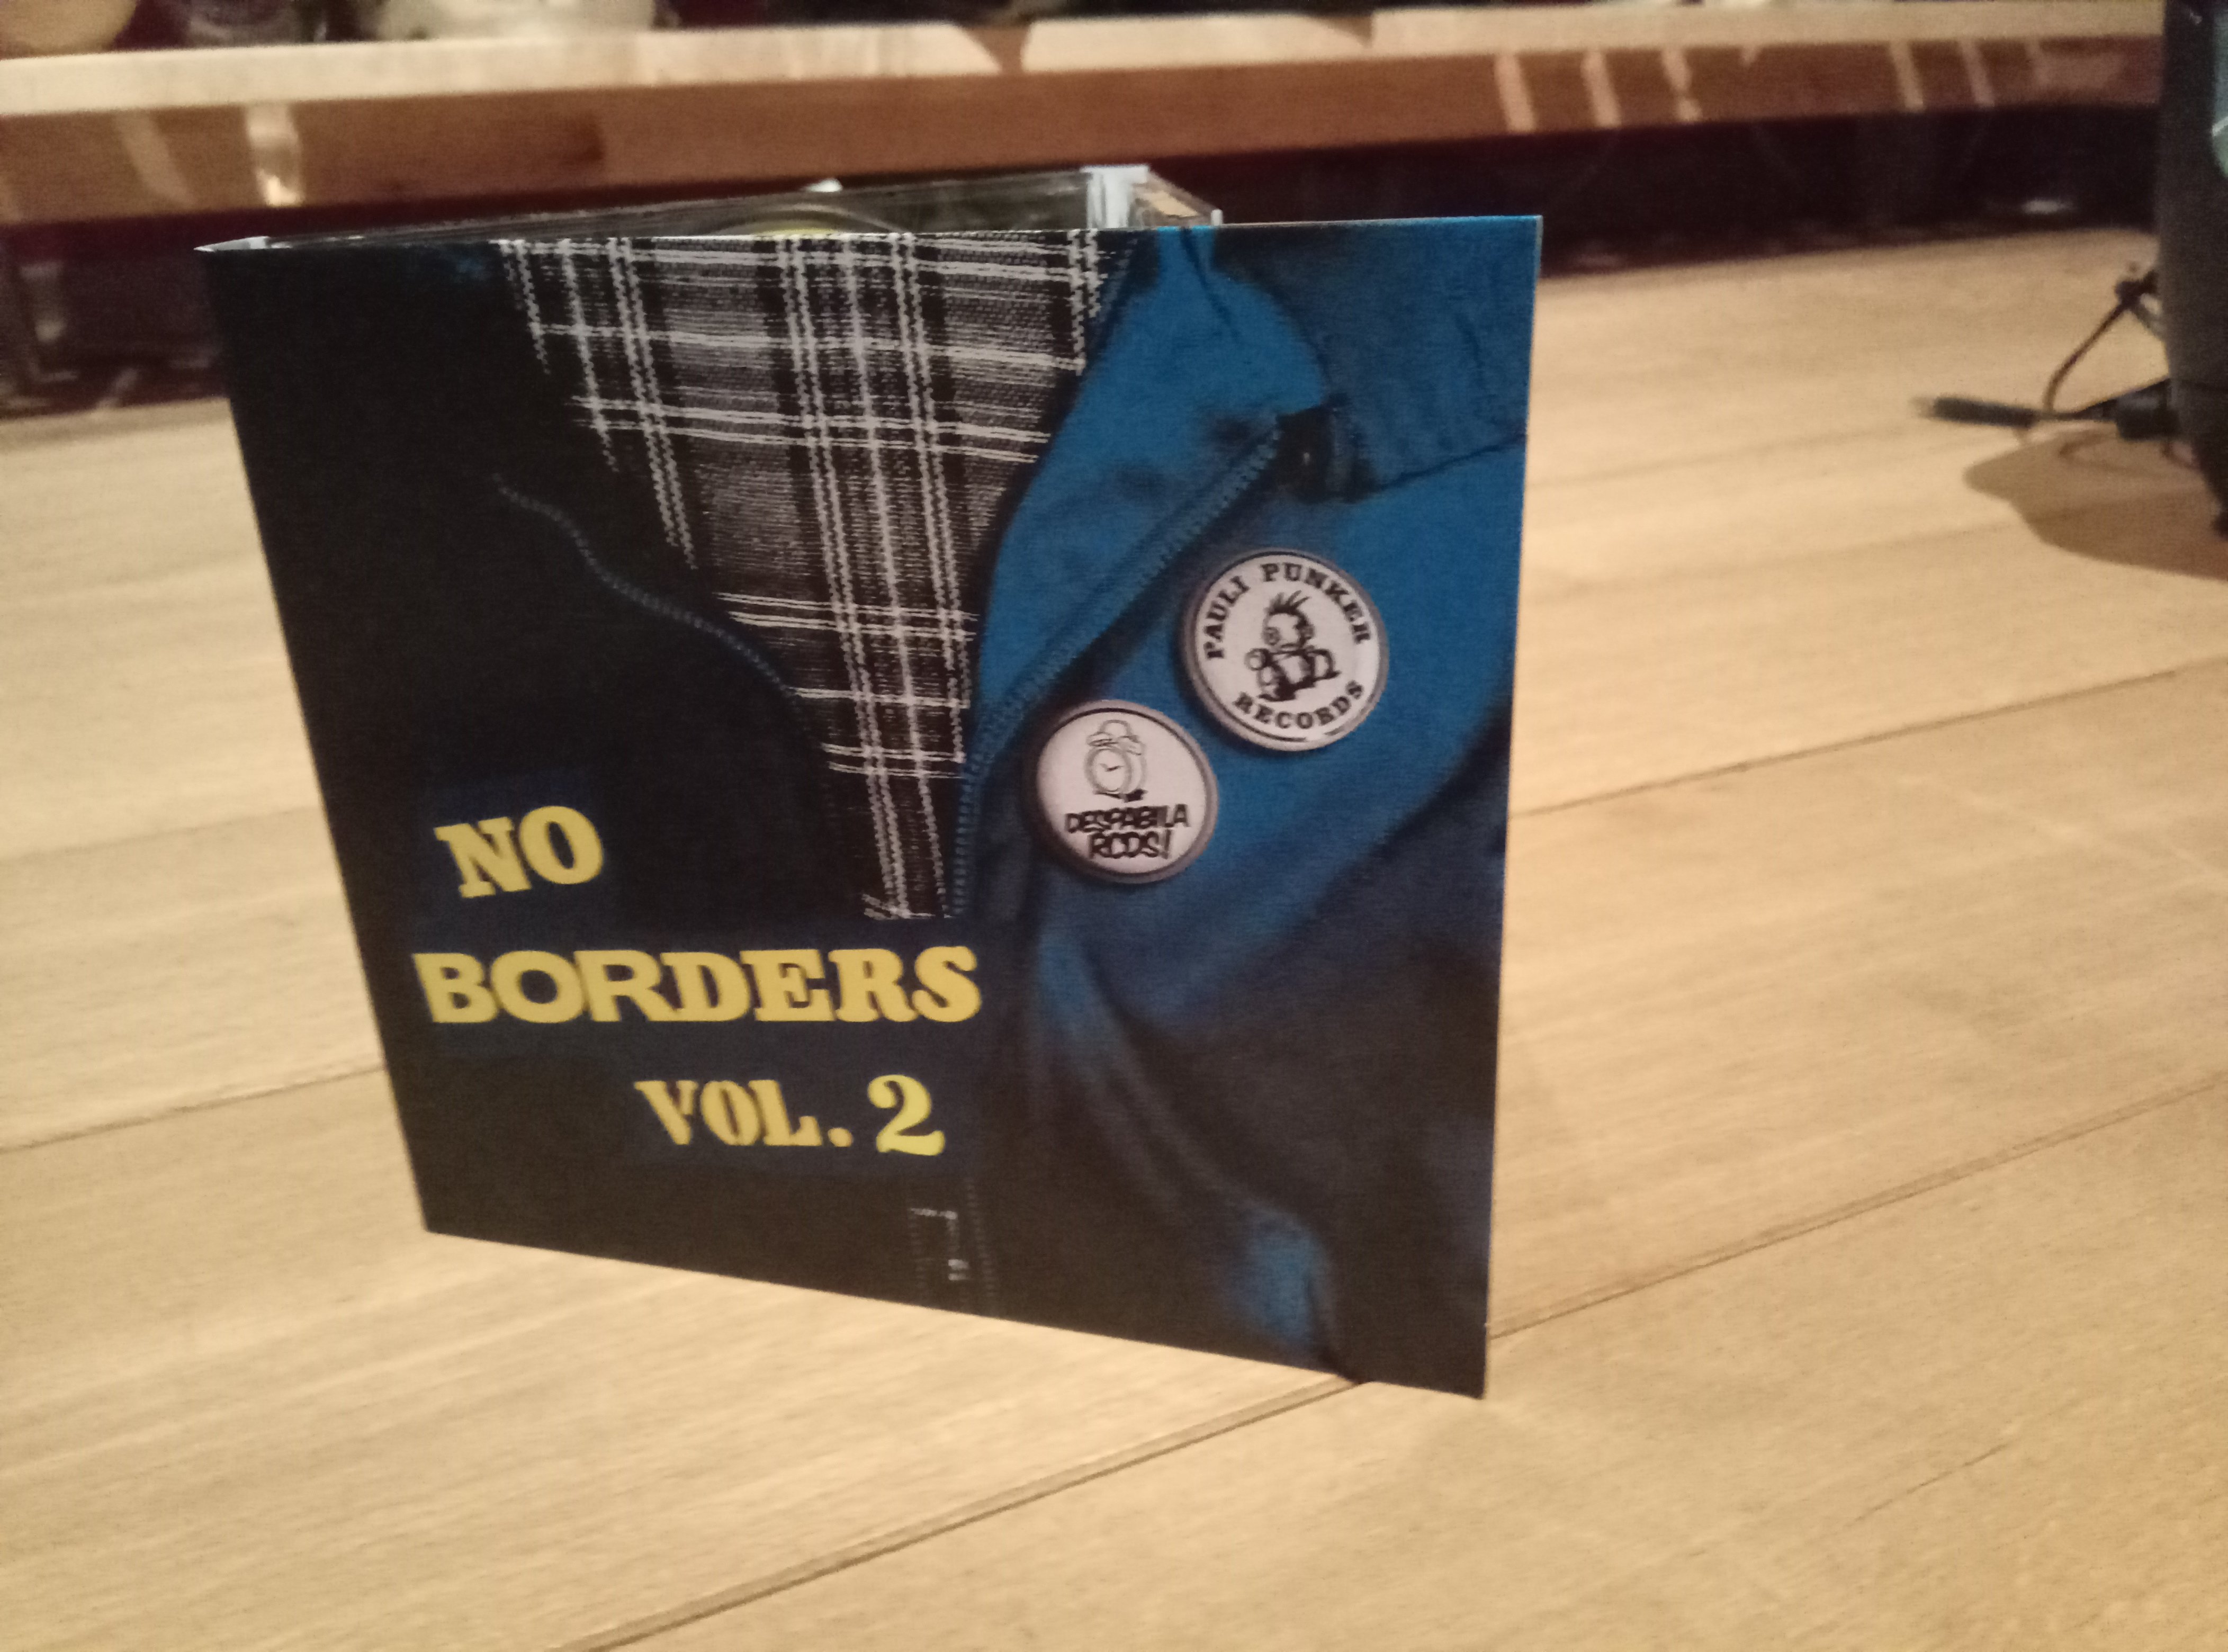 PAULI PUNKER
RECORDS
DESPABILA
RCDS!
NO
BORDERS
VOL. 2